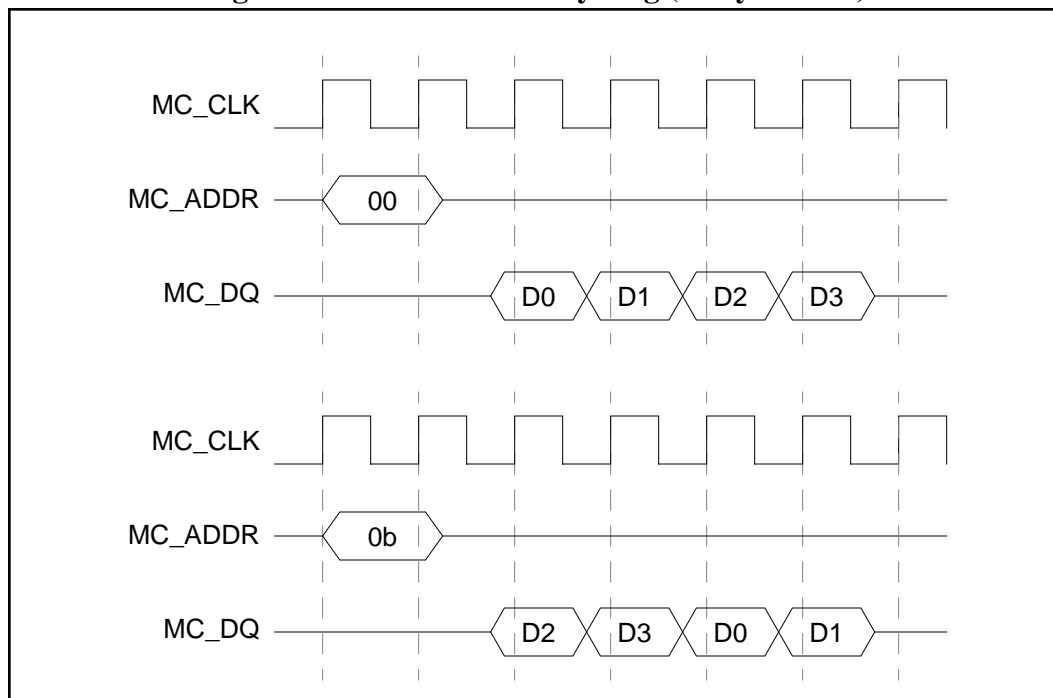 MC_CLK
MC_ADDR 00
MC_DQ D0 D1 D2 D3
MC_CLK
MC_ADDR 0b
MC_DQ D2 D3 D0 D1